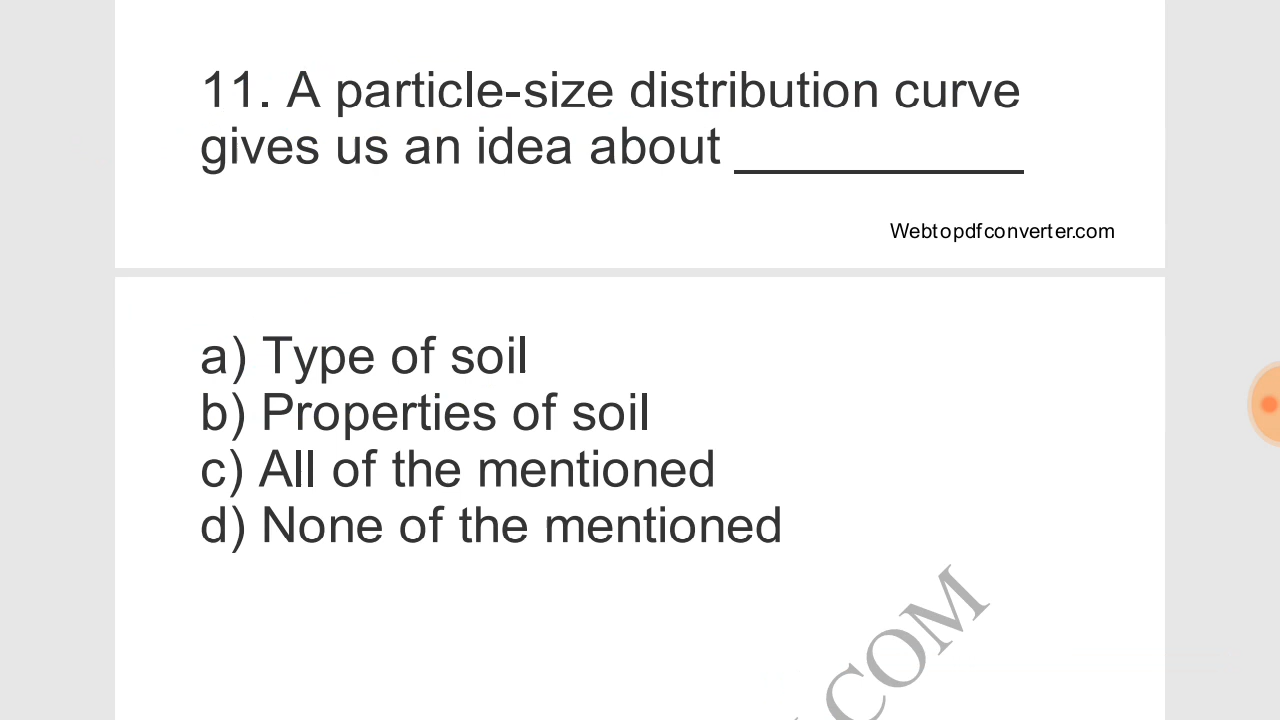 11. A particle-size distribution curve
gives us an idea about ___________
Webtopdfconverter.com
a) Type of soil
b) Properties of soil
c) All of the mentioned
d) None of the mentioned
COM